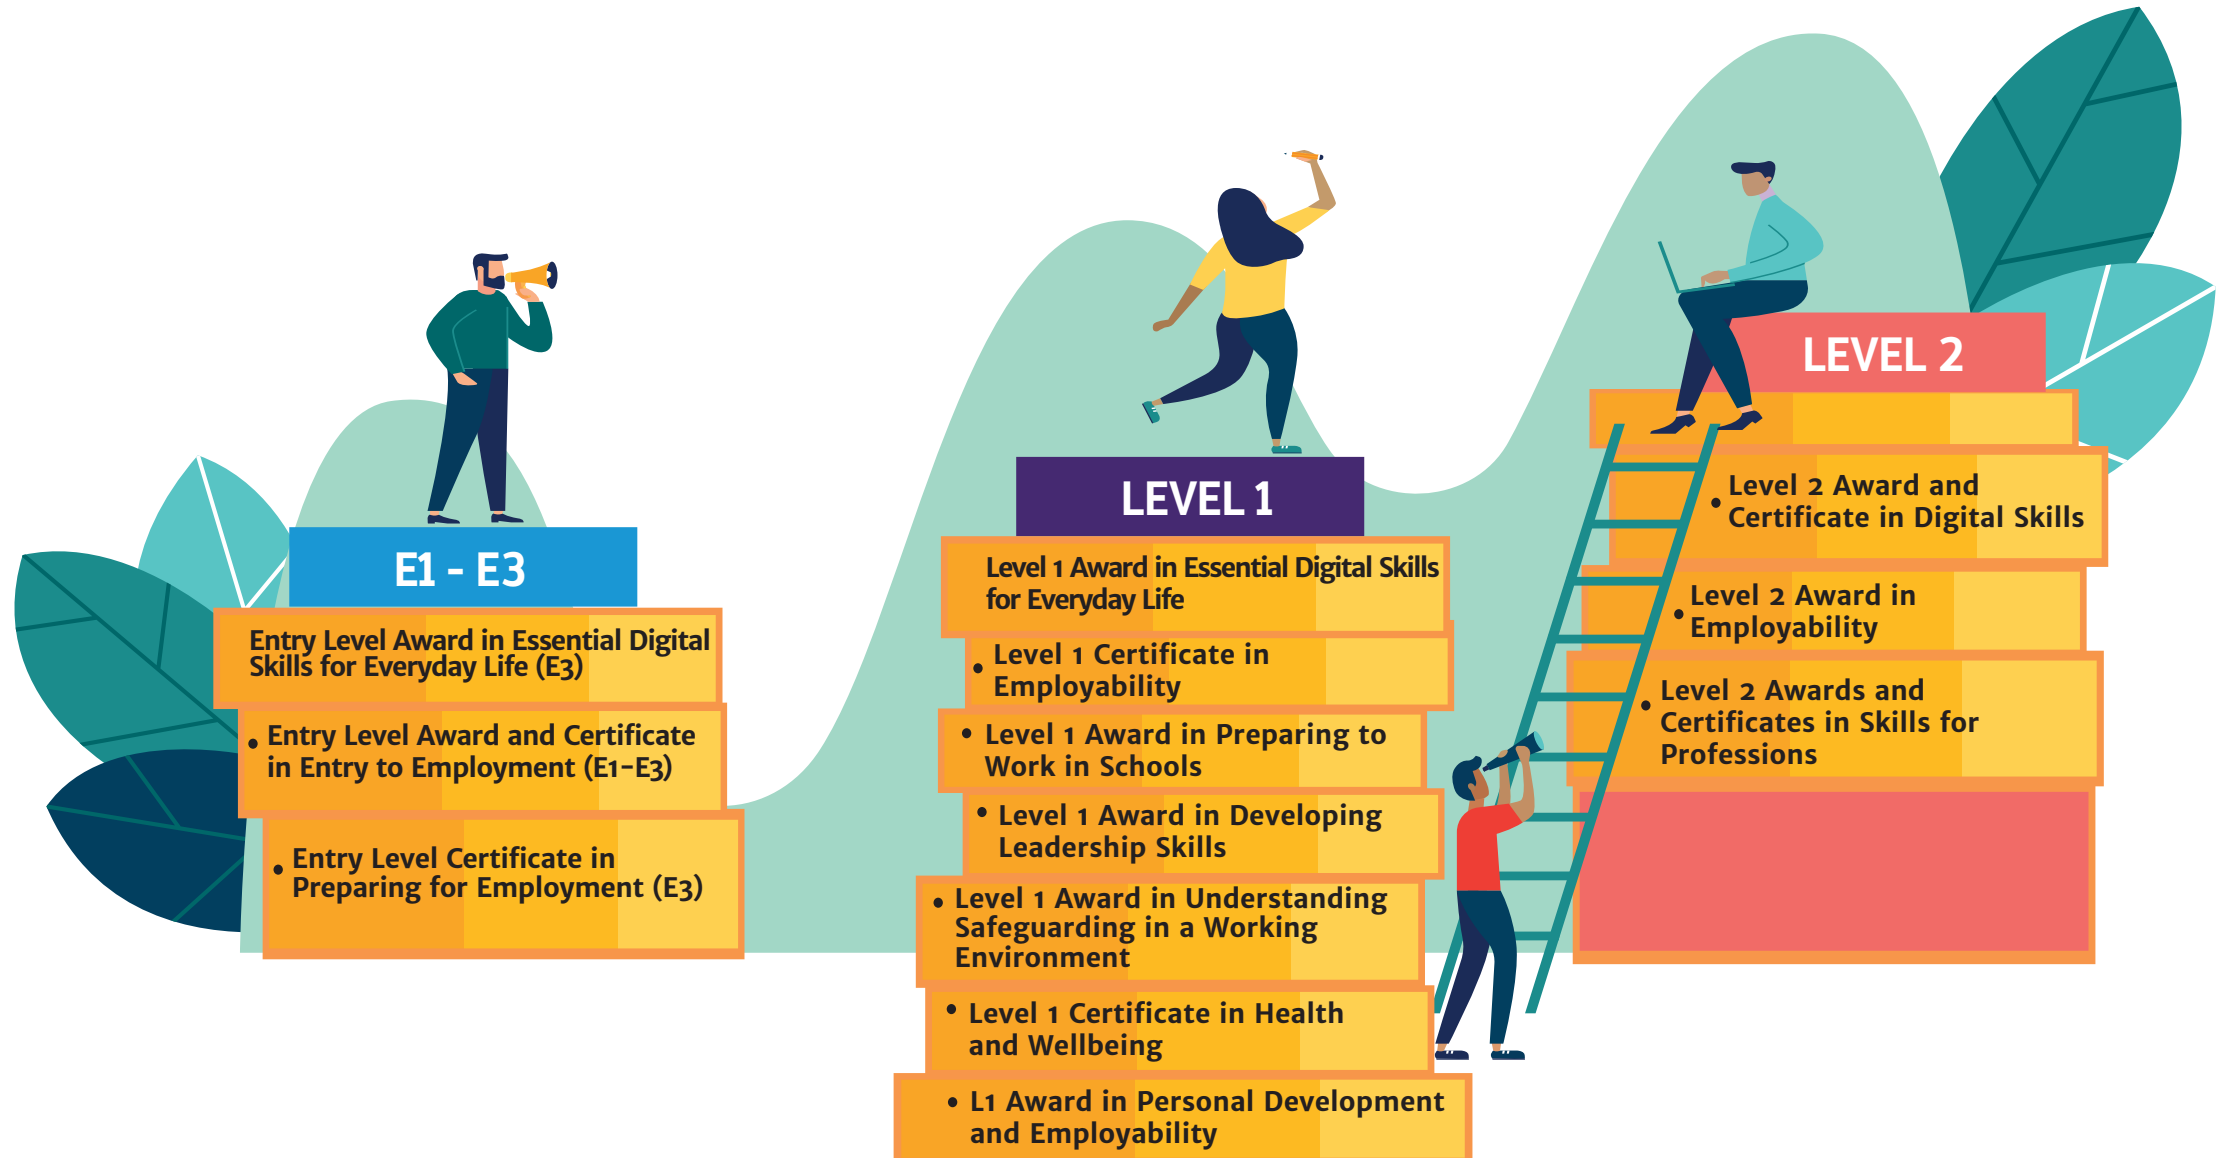 E1 - E3
Entry Level Award in Essential Digital
Skills for Everyday Life (E3)
• Entry Level Award and Certificate
in Entry to Employment (E1-E3)
• Entry Level Certificate in
Preparing for Employment (E3)
LEVEL 1
Level 1 Award in Essential Digital Skills
for Everyday Life
• Level 1 Certificate in
Employability
• Level 1 Award in Preparing to
Work in Schools
• Level 1 Award in Developing
Leadership Skills
• Level 1 Award in Understanding
Safeguarding in a Working
Environment
• Level 1 Certificate in Health
and Wellbeing
• L1 Award in Personal Development
and Employability
LEVEL 2
• Level 2 Award and
Certificate in Digital Skills
• Level 2 Award in
Employability
• Level 2 Awards and
Certificates in Skills for
Professions